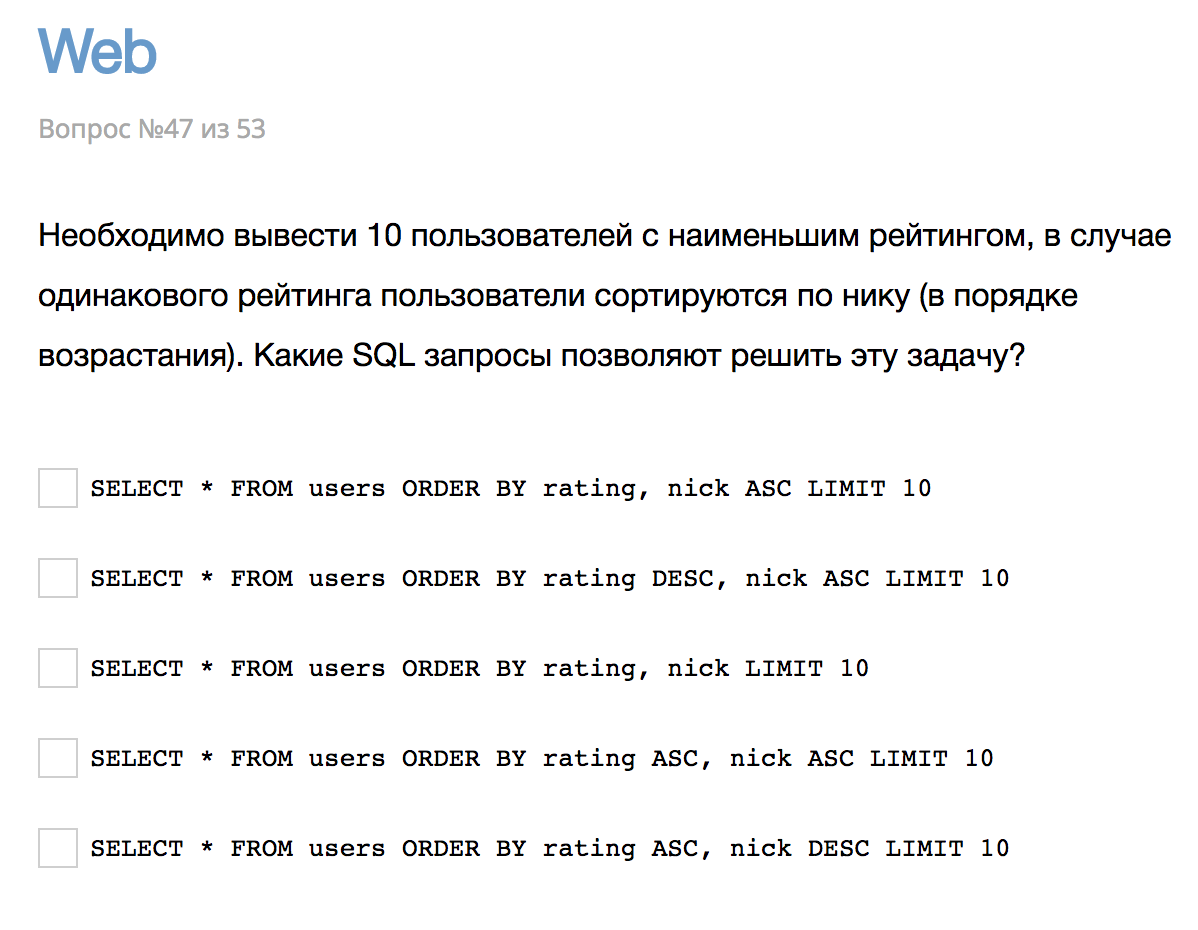 Web
Вопрос №47 из 53
Необходимо вывести 10 пользователей с наименьшим рейтингом, в случае
одинакового рейтинга пользователи сортируются по нику (в порядке
возрастания). Какие SQL запросы позволяют решить эту задачу?
SELECT * FROM users ORDER BY rating, nick ASC LIMIT 10
SELECT * FROM users ORDER BY rating DESC, nick ASC LIMIT 10
SELECT * FROM users ORDER BY rating, nick LIMIT 10
SELECT * FROM users ORDER BY rating ASC, nick ASC LIMIT 10
SELECT * FROM users ORDER BY rating ASC, nick DESC LIMIT 10